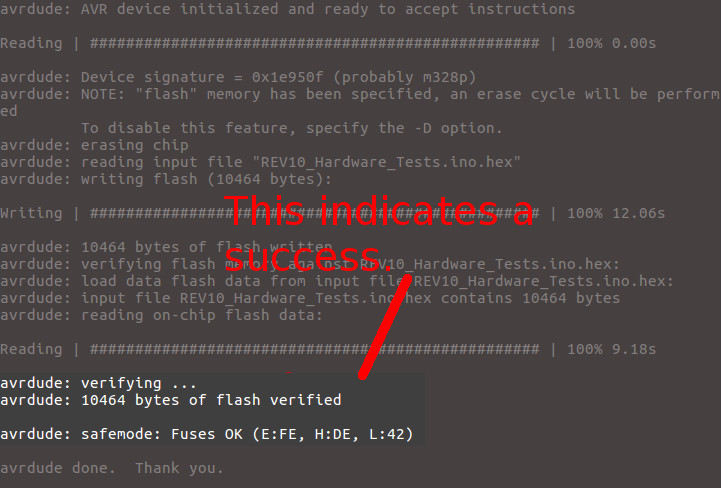 avrdude: AVR device initialized and ready to accept instructions
Reading | ################################################## | 100% 0.00s
avrdude: Device signature = 0x1e950f (probably m328p)
avrdude: NOTE: "flash" memory has been specified, an erase cycle will be perform
ed
To disable this feature, specify the -D option.
avrdude: erasing chip
avrdude: reading input file "REV10_Hardware_Tests.ino.hex"
avrdude: writing flash (10464 bytes):
Writing | ################################################## | 100% 12.06s
This indicates a
success.
avrdude: 10464 bytes of flash written
avrdude: verifying flash memory against REV10_Hardware_Tests.ino.hex:
avrdude: load data flash data from input file REV10_Hardware_Tests.ino.hex:
avrdude: input file REV10_Hardware_Tests.ino.hex contains 10464 bytes
avrdude: reading on-chip flash data:
Reading | ################################################## | 100% 9.18s
avrdude: verifying ...
avrdude: 10464 bytes of flash verified
avrdude: safemode: Fuses OK (E:FE, H:DE, L:42)
avrdude done.  Thank you.